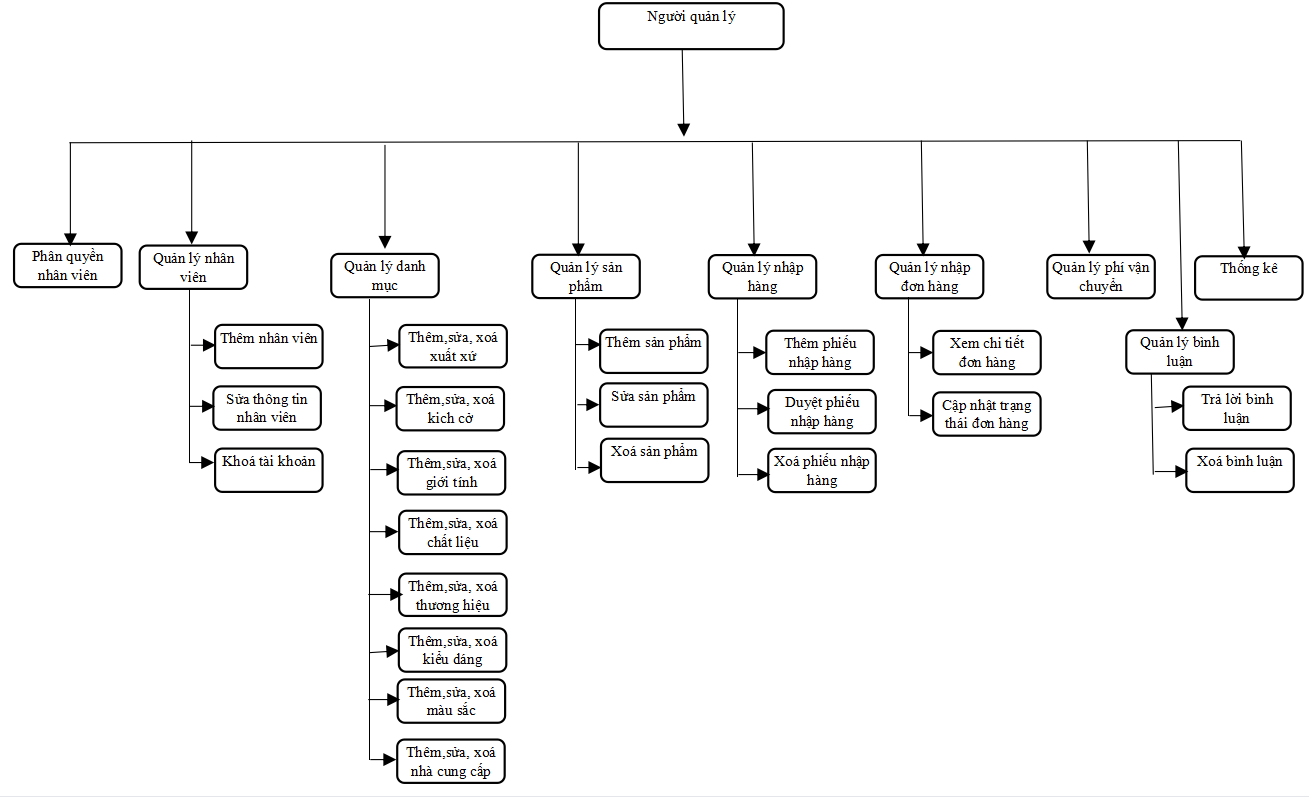 Người quản lý
Phân quyền
nhân viên
Quản lý nhân
viên
Thêm nhân viên
Sửa thông tin
nhân viên
Khoá tài khoản
Quản lý danh
mục
Thêm,sửa, xoá
xuất xứ
Thêm,sửa, xoá
kich cỡ
Thêm,sửa, xoá
giới tính
Thêm,sửa, xoá
chất liệu
Thêm,sửa, xoá
thương hiệu
Thêm,sửa, xoá
kiểu dáng
Thêm,sửa, xoá
màu sắc
Thêm,sửa, xoá
nhà cung cấp
Quản lý sản
phẩm
Thêm sản phẩm
Sửa sản phẩm
Xoá sản phẩm
Quản lý nhập
hàng
Thêm phiếu
nhập hàng
Duyệt phiếu
nhập hàng
Xoá phiếu nhập
hàng
Quản lý nhập
đơn hàng
Xem chi tiết
đơn hàng
Cập nhật trạng
thái đơn hàng
Quản lý phí vận
chuyển
Quản lý bình
luận
Trả lời bình
luận
Xoá bình luận
Thống kê